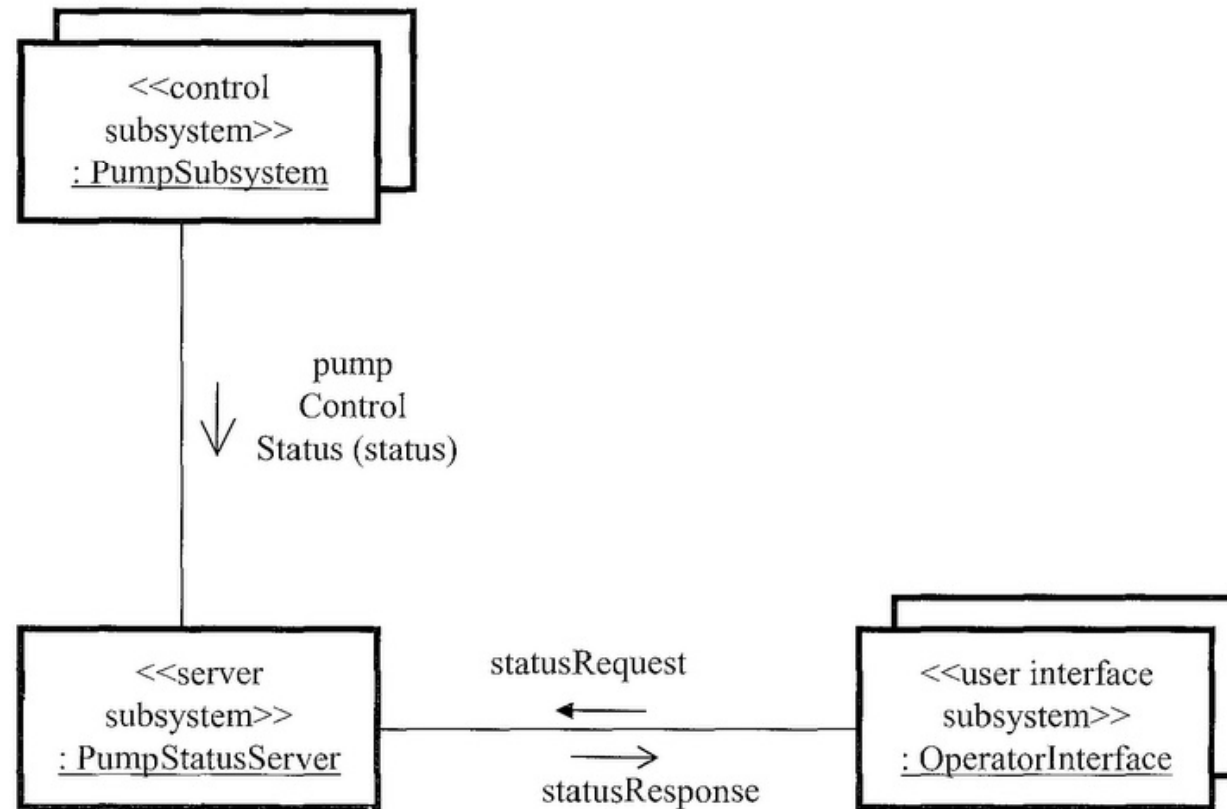 <<control
subsystem>>
: PumpSubsystem
pump
Control
Status (status)
<<server
subsystem>>
: PumpStatusServer
statusRequest
statusResponse
<<user interface
subsystem>>
: OperatorInterface